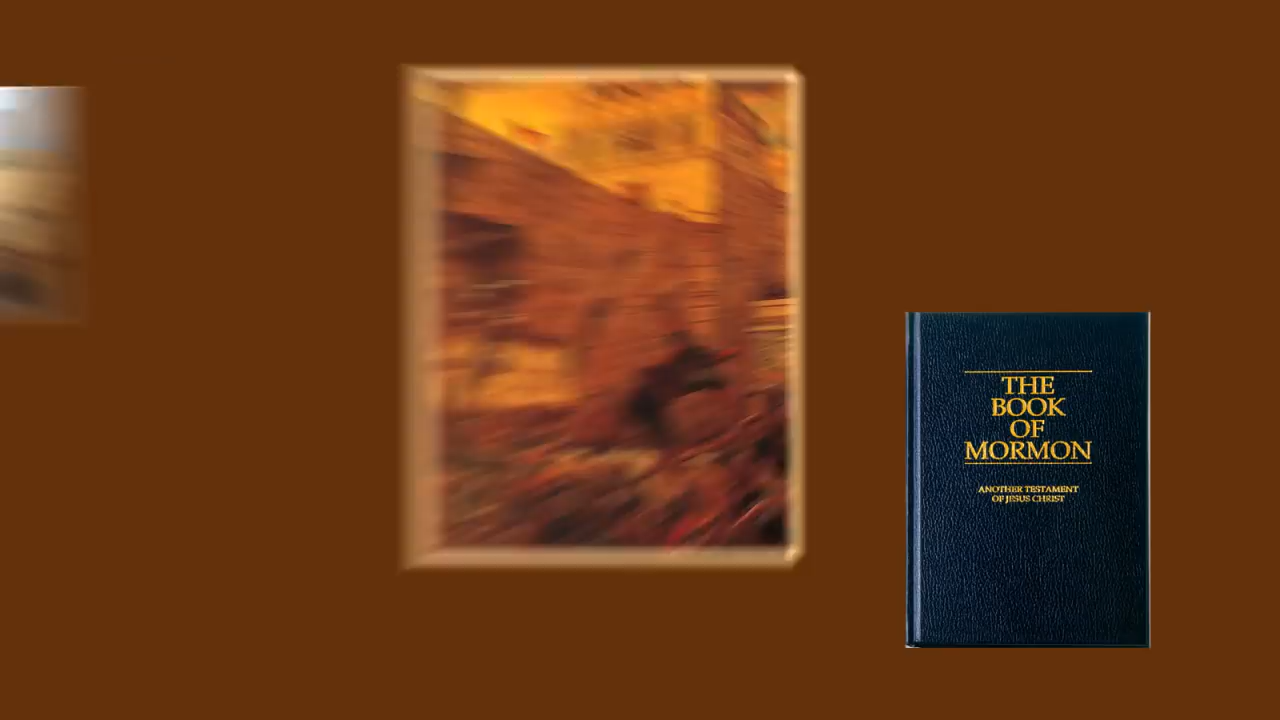 THE
BOOK
OF
MORMON
ANOTHER TESTAMENT
OF JESUS CHRIST